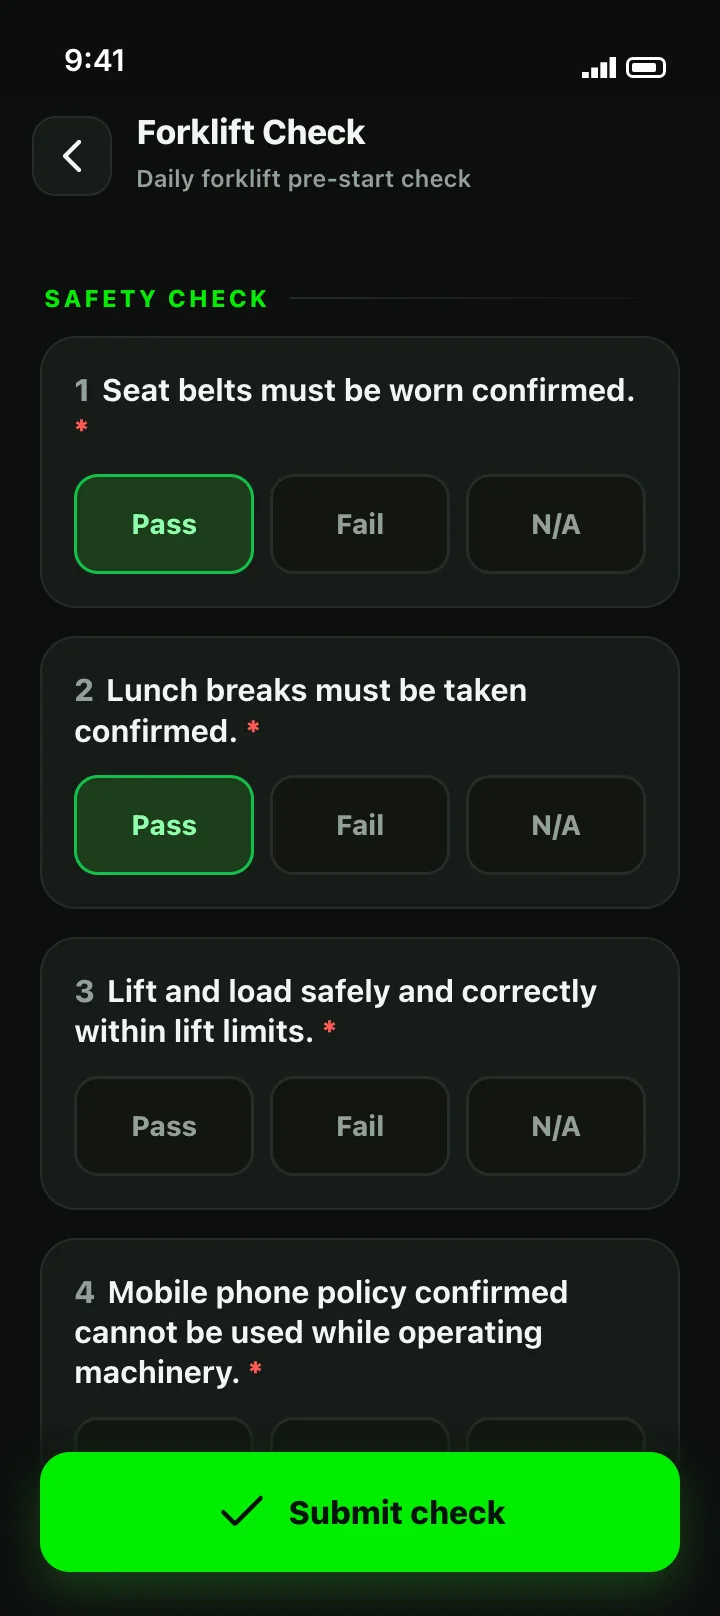 9:41
Forklift Check
Daily forklift pre-start check
SAFETY CHECK
1 Seat belts must be worn confirmed.
*
Pass Fail N/A
2 Lunch breaks must be taken
confirmed. *
Pass Fail N/A
3 Lift and load safely and correctly
within lift limits. *
Pass Fail N/A
4 Mobile phone policy confirmed
cannot be used while operating
machinery. *
Submit check